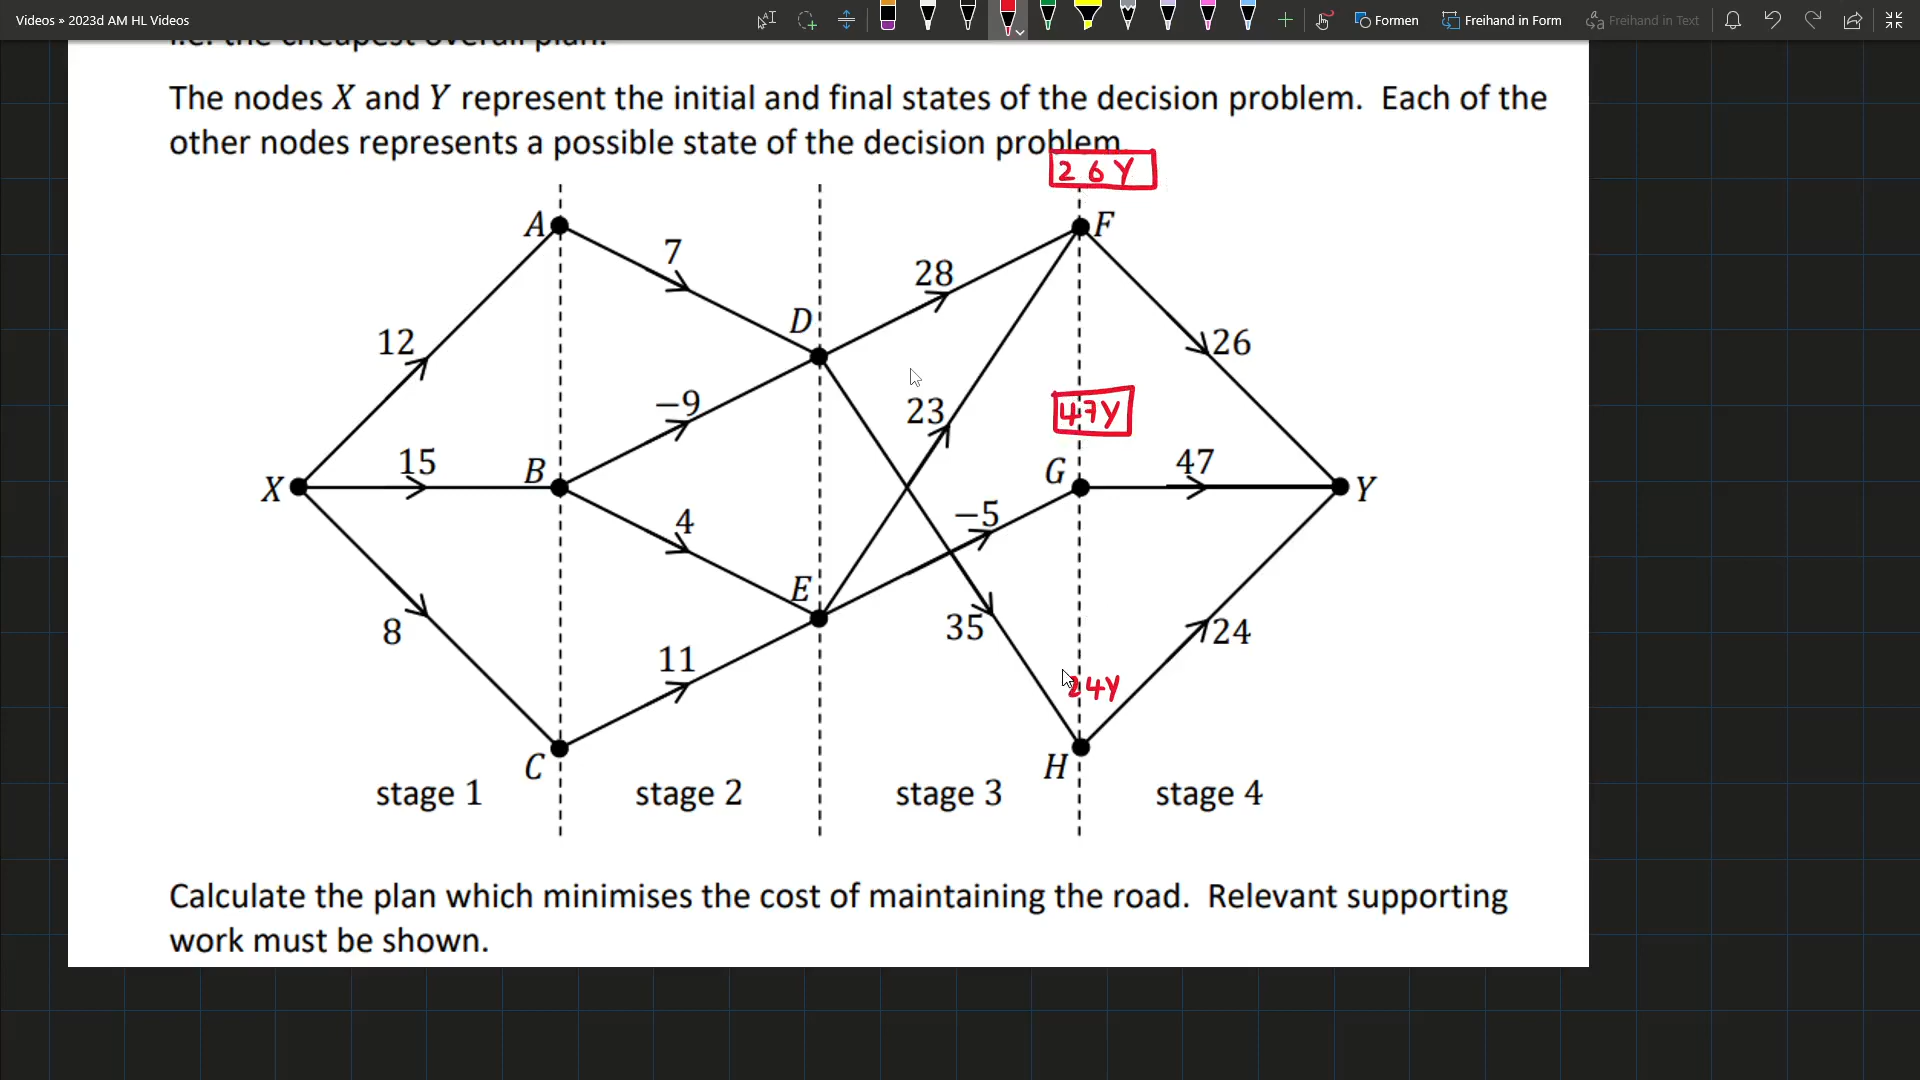 Videos » 2023d AM HL Videos
Formen
Freihand in Form
Freihand in Text
i.e. the cheapest overall plan.
The nodes X and Y represent the initial and final states of the decision problem. Each of the
other nodes represents a possible state of the decision problem.
26Y
A
F
7
28
D
12
26
23
47Y
−9
X
15
B
G
47
Y
4
−5
E
8
35
24
11
24Y
C
H
stage 1
stage 2
stage 3
stage 4
Calculate the plan which minimises the cost of maintaining the road. Relevant supporting
work must be shown.